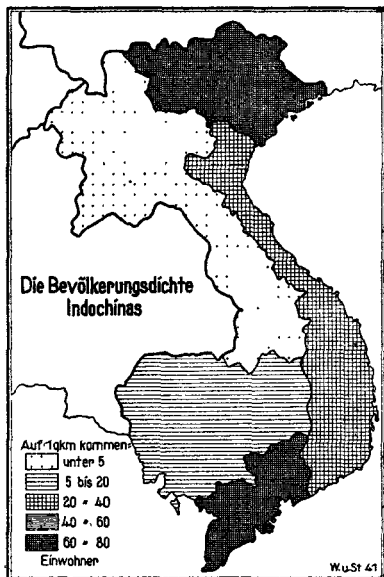 Die Bevölkerungsdichte
Indochinas
Auf 1qkm kommen:
unter 5
5 bis 20
20 " 40
40 " 60
60 " 80
Einwohner
W.u.St 41